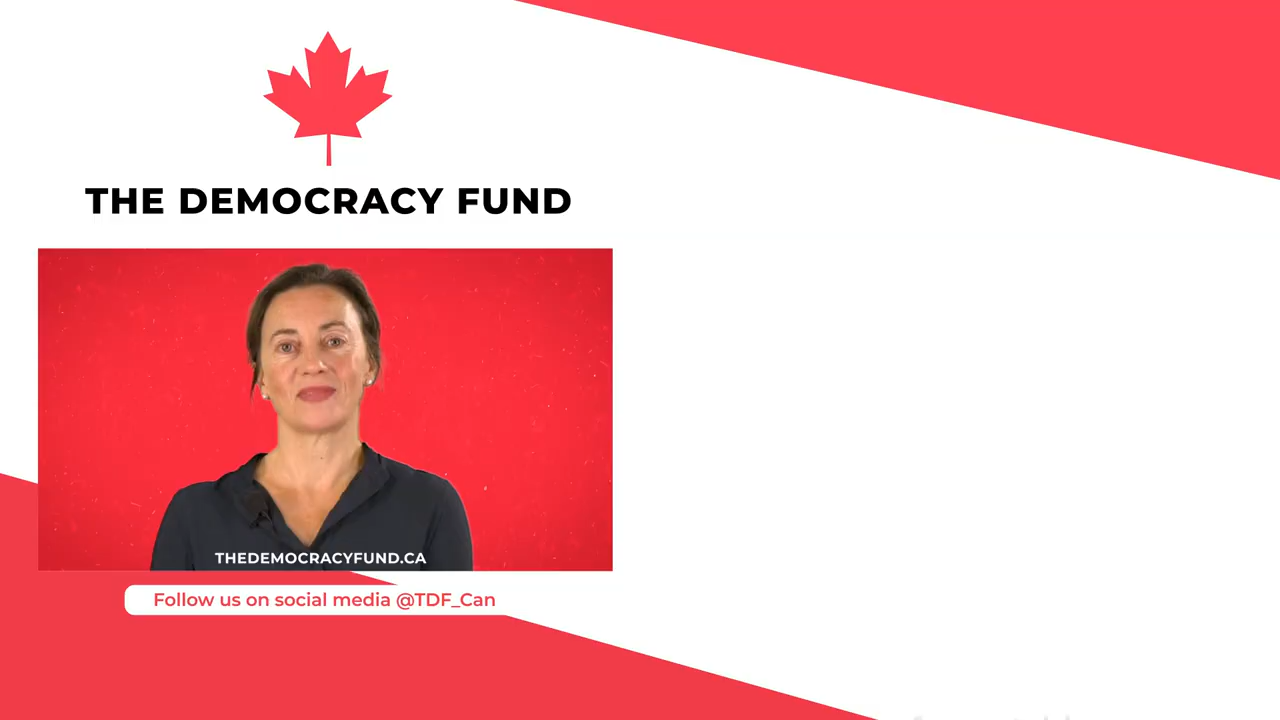 THE DEMOCRACY FUND
THEDEMOCRACYFUND.CA
Follow us on social media @TDF_Can